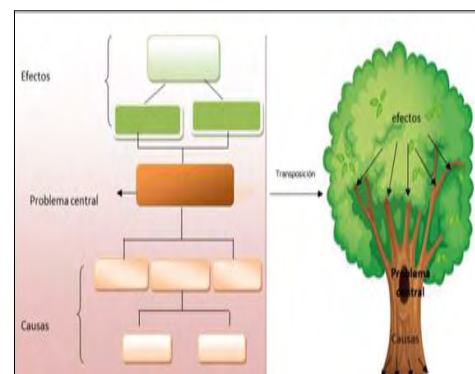 Efectos
Problema central
Causas
Transposición
efectos
Problema
central
Causas